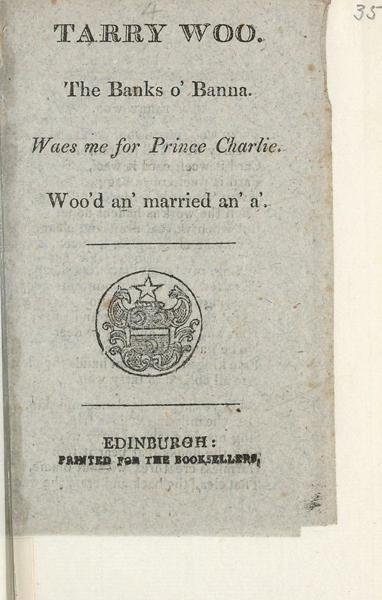 4
35
TARRY WOO.
The Banks o' Banna.
Waes me for Prince Charlie.
Woo'd an' married an' a'.
EDINBURGH:
PRINTED FOR THE BOOKSELLERS,